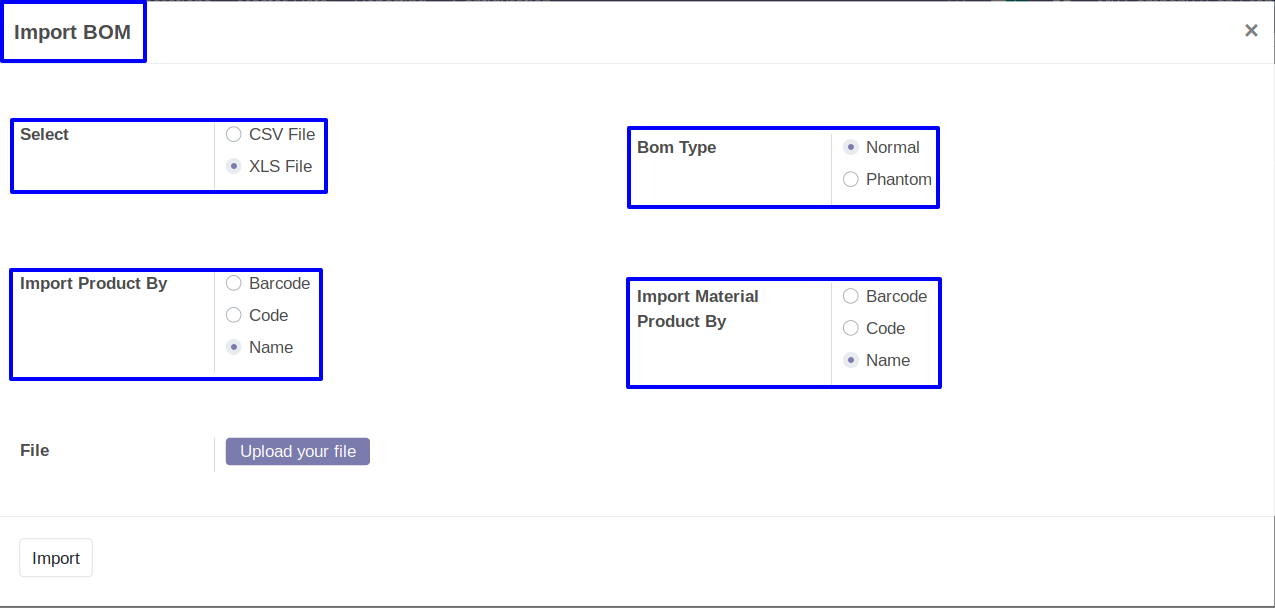 Import BOM
×
Select
CSV File
XLS File
Bom Type
Normal
Phantom
Import Product By
Barcode
Code
Name
Import Material
Product By
Barcode
Code
Name
File
Upload your file
Import